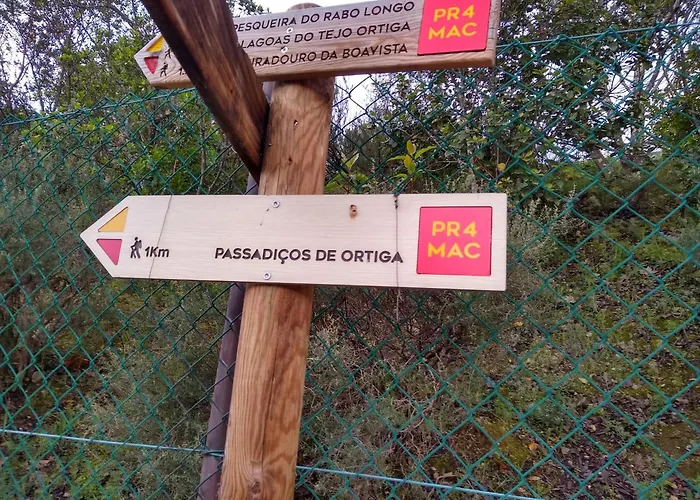 PESQUEIRA DO RABO LONGO
LAGOAS DO TEJO ORTIGA
MIRADOURO DA BOAVISTA
PR4
MAC
1Km
PASSADIÇOS DE ORTIGA
PR4
MAC